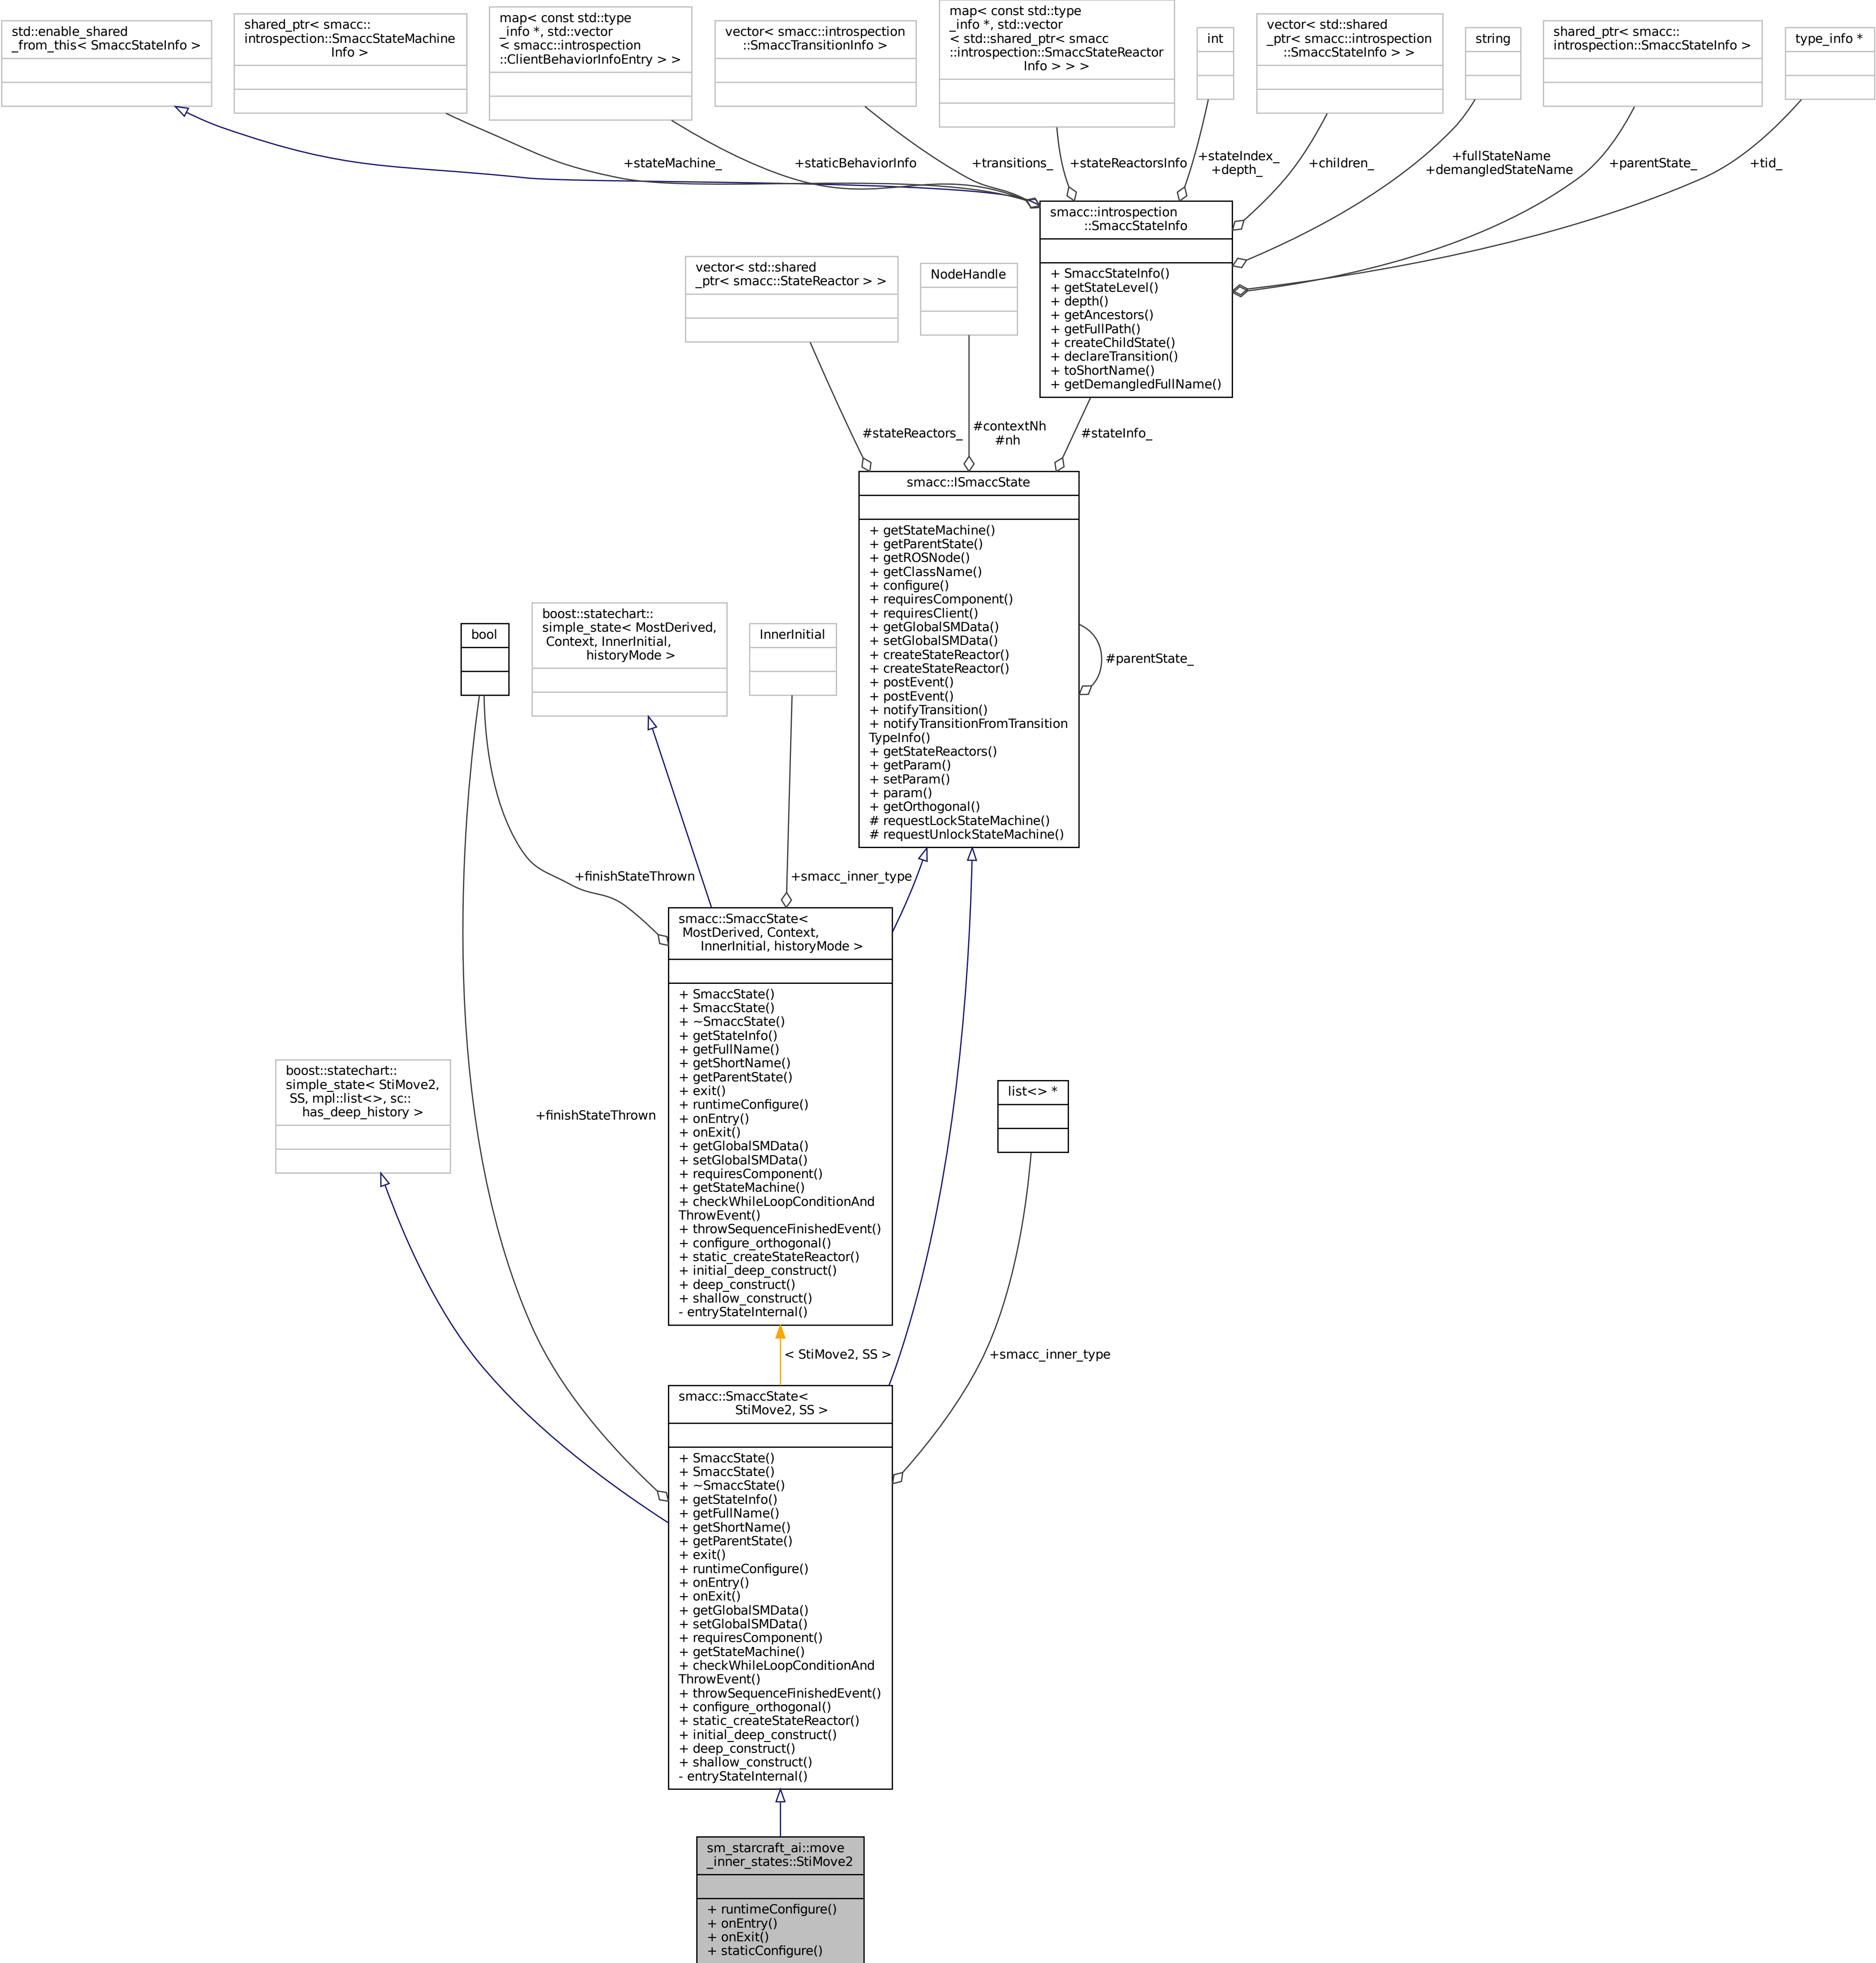 std::enable_shared
_from_this< SmaccStateInfo >
shared_ptr< smacc::
introspection::SmaccStateMachine
Info >
map< const std::type
_info *, std::vector
< smacc::introspection
::ClientBehaviorInfoEntry > >
vector< smacc::introspection
::SmaccTransitionInfo >
map< const std::type
_info *, std::vector
< std::shared_ptr< smacc
::introspection::SmaccStateReactor
Info > > >
int
vector< std::shared
_ptr< smacc::introspection
::SmaccStateInfo > >
string
shared_ptr< smacc::
introspection::SmaccStateInfo >
type_info *
+stateMachine_
+staticBehaviorInfo
+transitions_
+stateReactorsInfo
+stateIndex_
+depth_
+children_
+fullStateName
+demangledStateName
+parentState_
+tid_
smacc::introspection
::SmaccStateInfo
+ SmaccStateInfo()
+ getStateLevel()
+ depth()
+ getAncestors()
+ getFullPath()
+ createChildState()
+ declareTransition()
+ toShortName()
+ getDemangledFullName()
vector< std::shared
_ptr< smacc::StateReactor > >
NodeHandle
#stateReactors_
#contextNh
#nh
#stateInfo_
smacc::ISmaccState
+ getStateMachine()
+ getParentState()
+ getROSNode()
+ getClassName()
+ configure()
+ requiresComponent()
+ requiresClient()
+ getGlobalSMData()
+ setGlobalSMData()
+ createStateReactor()
+ createStateReactor()
+ postEvent()
+ postEvent()
+ notifyTransition()
+ notifyTransitionFromTransition
TypeInfo()
+ getStateReactors()
+ getParam()
+ setParam()
+ param()
+ getOrthogonal()
# requestLockStateMachine()
# requestUnlockStateMachine()
#parentState_
bool
boost::statechart::
simple_state< MostDerived,
Context, InnerInitial,
historyMode >
InnerInitial
+finishStateThrown
+smacc_inner_type
smacc::SmaccState<
MostDerived, Context,
InnerInitial, historyMode >
+ SmaccState()
+ SmaccState()
+ ~SmaccState()
+ getStateInfo()
+ getFullName()
+ getShortName()
+ getParentState()
+ exit()
+ runtimeConfigure()
+ onEntry()
+ onExit()
+ getGlobalSMData()
+ setGlobalSMData()
+ requiresComponent()
+ getStateMachine()
+ checkWhileLoopConditionAnd
ThrowEvent()
+ throwSequenceFinishedEvent()
+ configure_orthogonal()
+ static_createStateReactor()
+ initial_deep_construct()
+ deep_construct()
+ shallow_construct()
- entryStateInternal()
boost::statechart::
simple_state< StiMove2,
SS, mpl::list<>, sc::
has_deep_history >
+finishStateThrown
list<> *
< StiMove2, SS >
+smacc_inner_type
smacc::SmaccState<
StiMove2, SS >
+ SmaccState()
+ SmaccState()
+ ~SmaccState()
+ getStateInfo()
+ getFullName()
+ getShortName()
+ getParentState()
+ exit()
+ runtimeConfigure()
+ onEntry()
+ onExit()
+ getGlobalSMData()
+ setGlobalSMData()
+ requiresComponent()
+ getStateMachine()
+ checkWhileLoopConditionAnd
ThrowEvent()
+ throwSequenceFinishedEvent()
+ configure_orthogonal()
+ static_createStateReactor()
+ initial_deep_construct()
+ deep_construct()
+ shallow_construct()
- entryStateInternal()
sm_starcraft_ai::move
_inner_states::StiMove2
+ runtimeConfigure()
+ onEntry()
+ onExit()
+ staticConfigure()